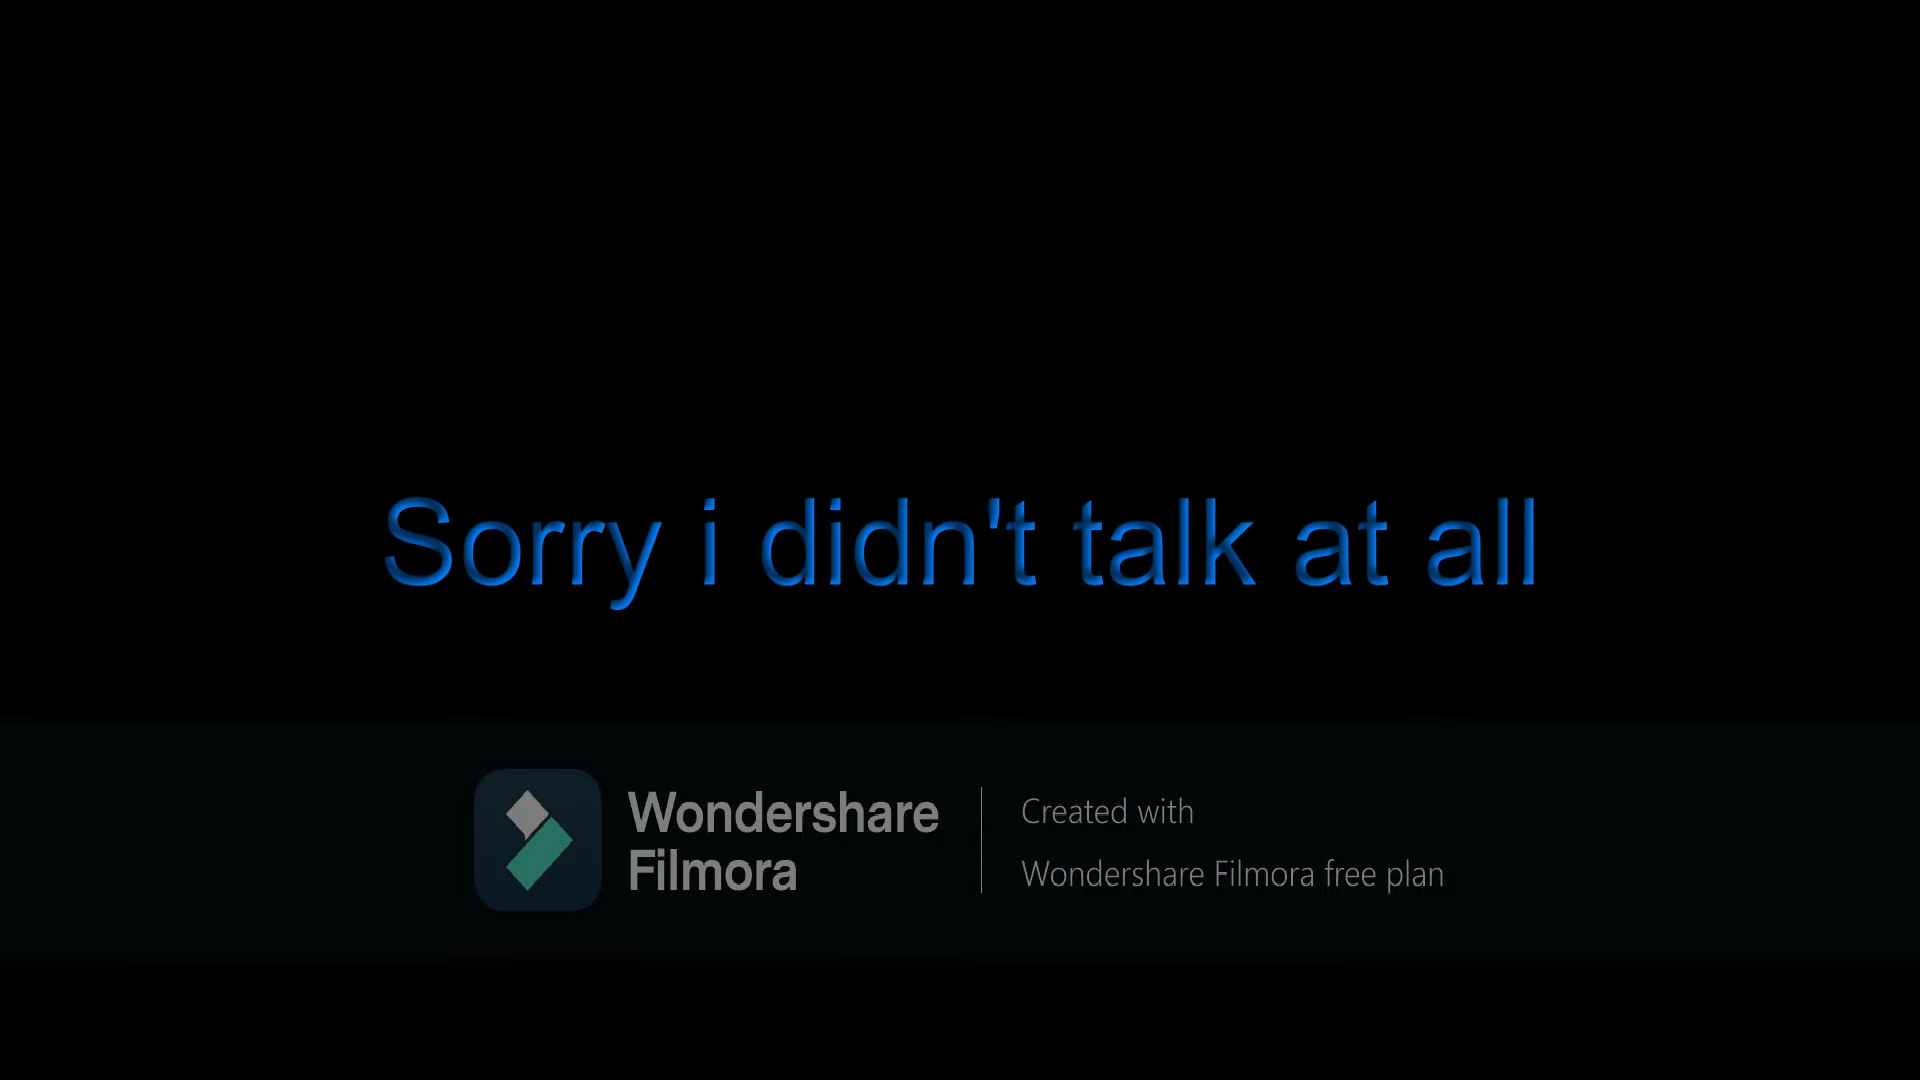 Sorry i didn't talk at all
Wondershare
Filmora
Created with
Wondershare Filmora free plan